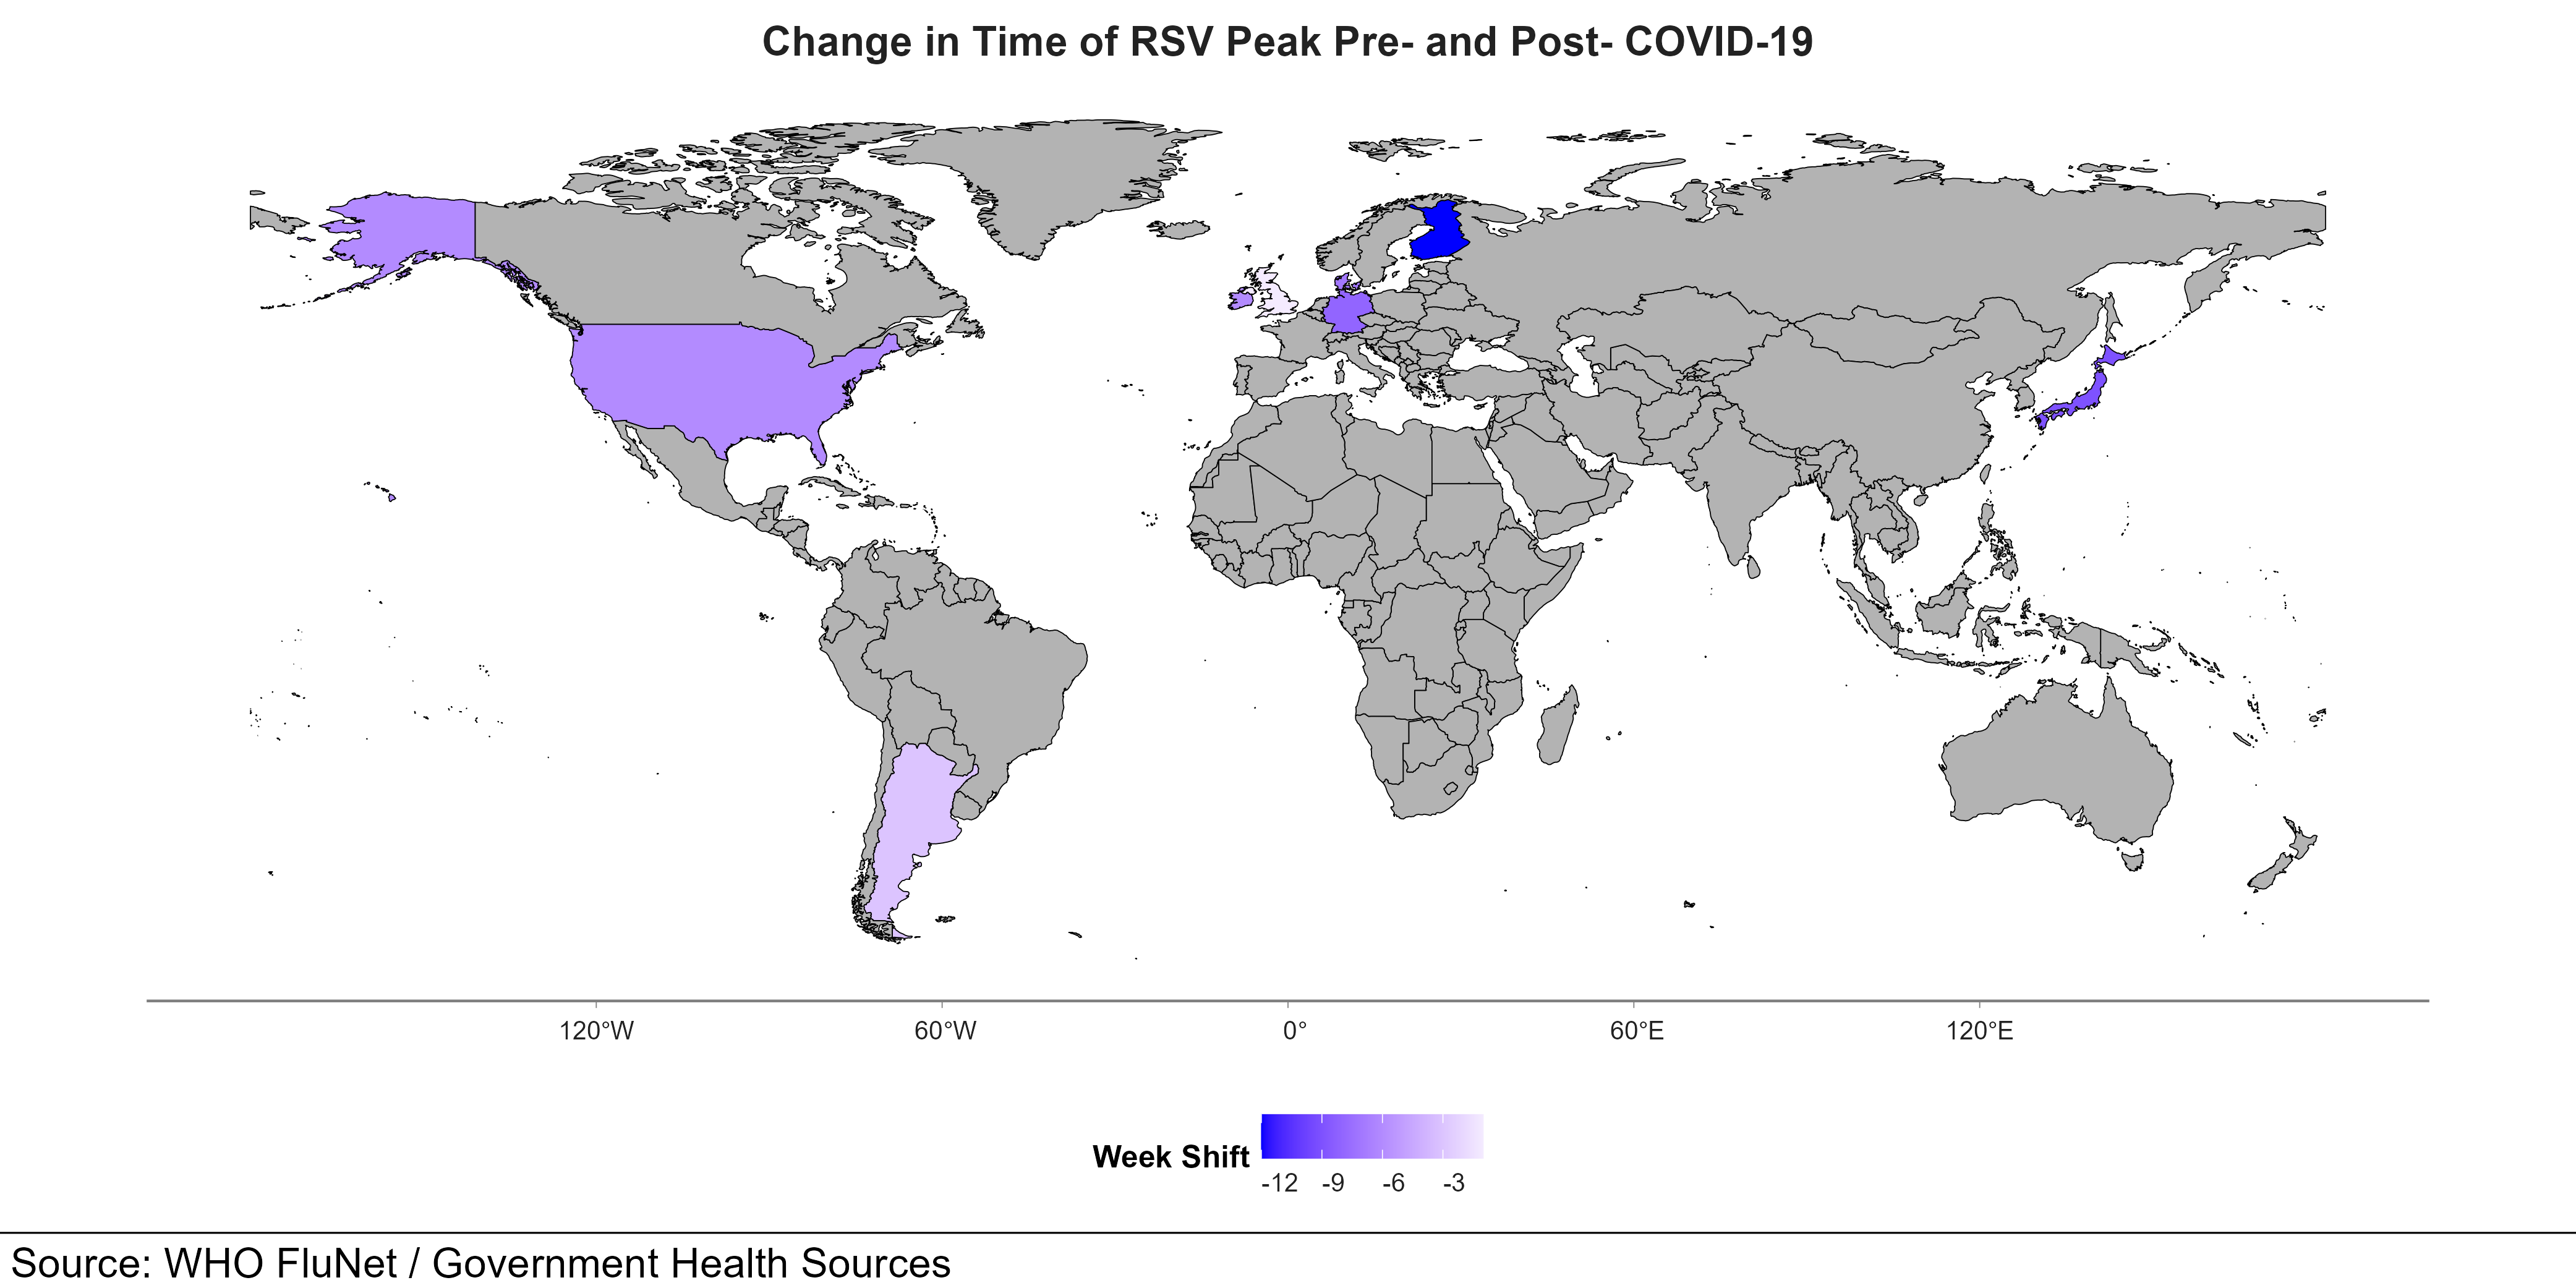 Change in Time of RSV Peak Pre- and Post- COVID-19
120°W 60°W 0° 60°E 120°E
Week Shift
-12 -9 -6 -3
Source: WHO FluNet / Government Health Sources